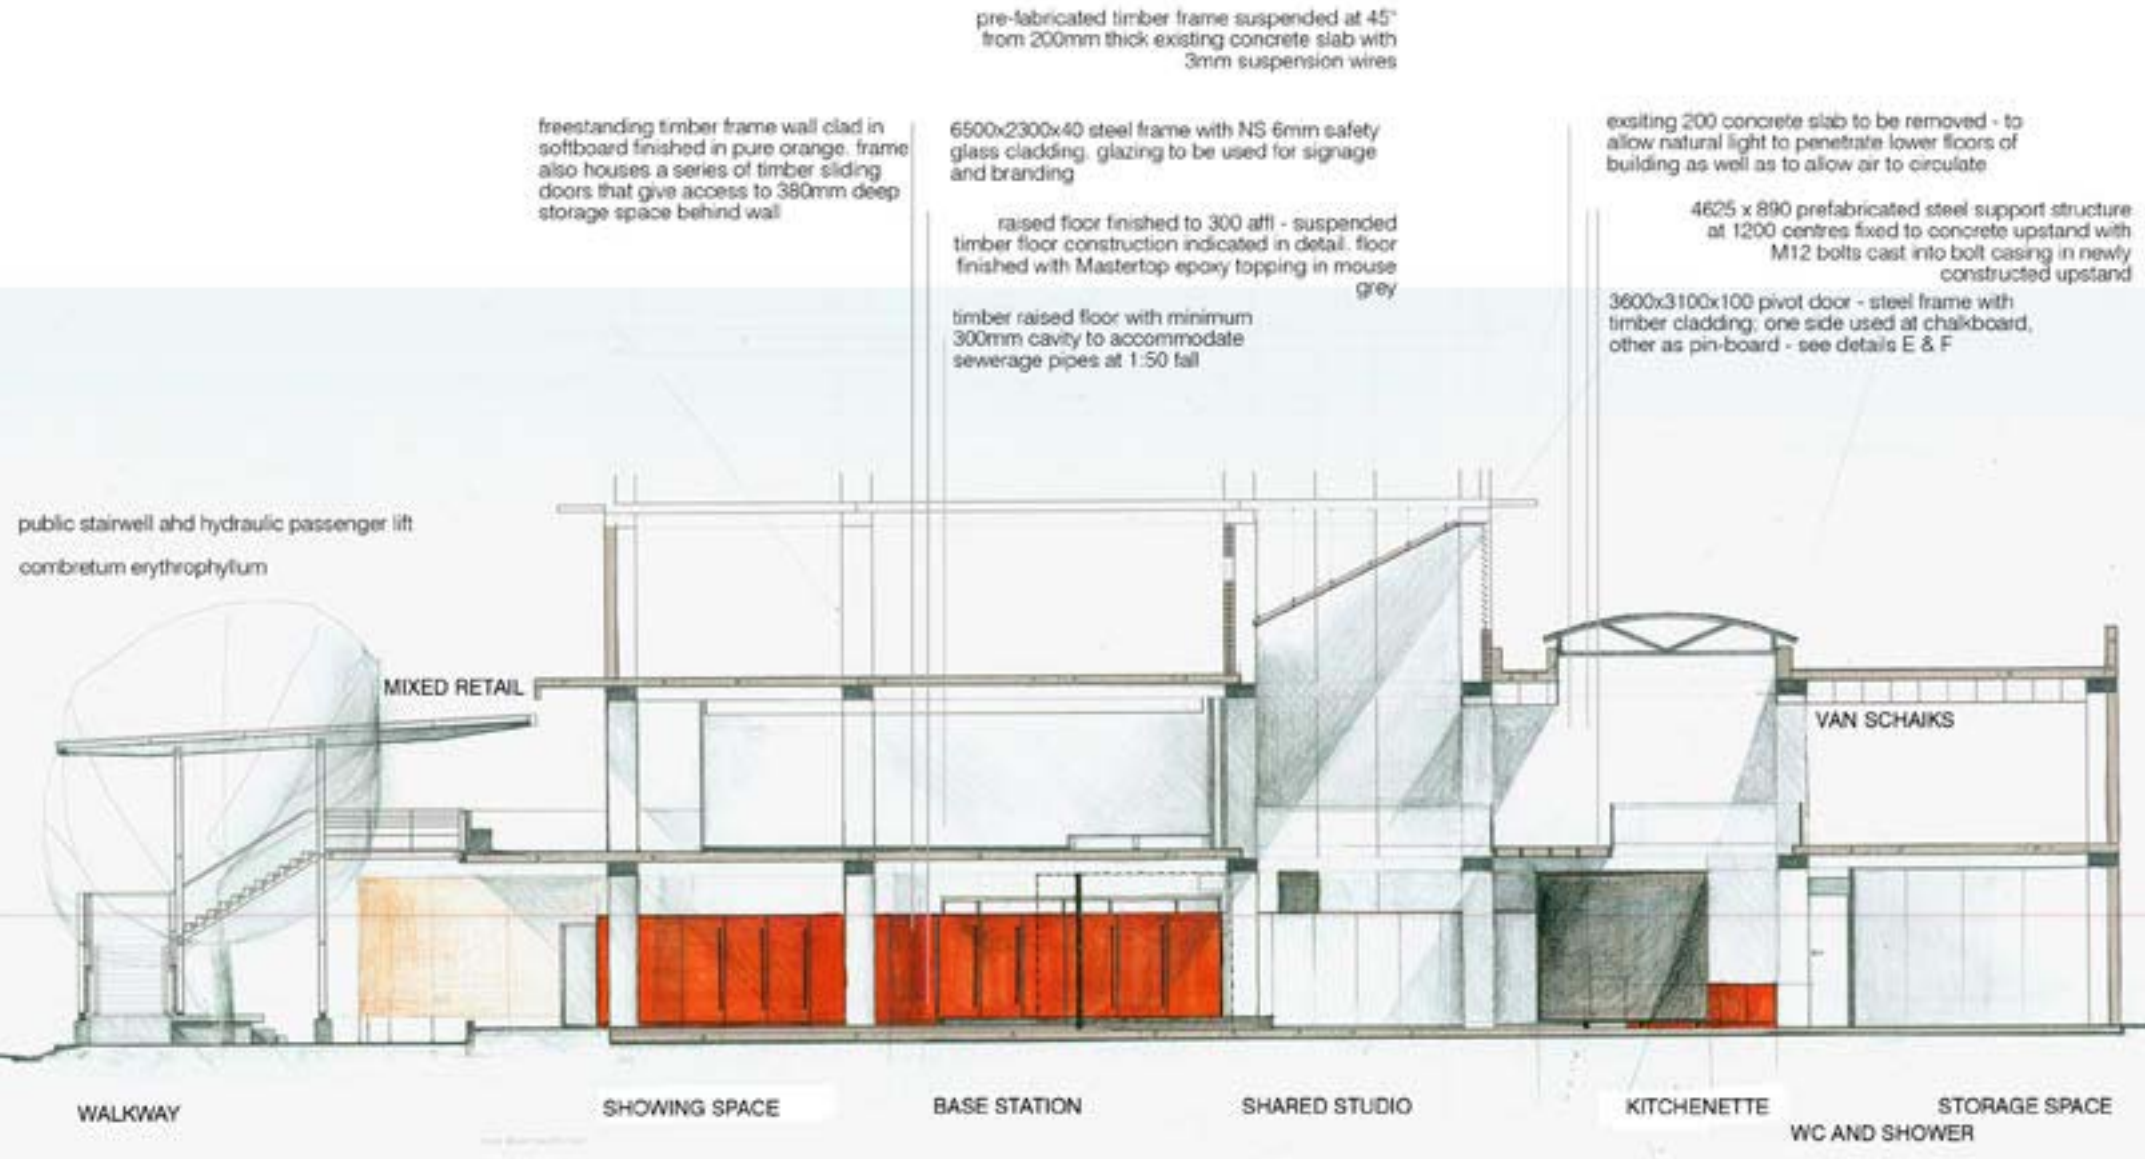 pre-fabricated timber frame suspended at 45°
from 200mm thick existing concrete slab with
3mm suspension wires
freestanding timber frame wall clad in
softboard finished in pure orange. frame
also houses a series of timber sliding
doors that give access to 380mm deep
storage space behind wall
6500x2300x40 steel frame with NS 6mm safety
glass cladding. glazing to be used for signage
and branding
raised floor finished to 300 affl - suspended
timber floor construction indicated in detail. floor
finished with Mastertop epoxy topping in mouse
grey
timber raised floor with minimum
300mm cavity to accommodate
sewerage pipes at 1:50 fall
exsiting 200 concrete slab to be removed - to
allow natural light to penetrate lower floors of
building as well as to allow air to circulate
4625 x 890 prefabricated steel support structure
at 1200 centres fixed to concrete upstand with
M12 bolts cast into bolt casing in newly
constructed upstand
3600x3100x100 pivot door - steel frame with
timber cladding; one side used at chalkboard,
other as pin-board - see details E & F
public stairwell ahd hydraulic passenger lift
combretum erythrophyllum
MIXED RETAIL
VAN SCHAIKS
WALKWAY
SHOWING SPACE
BASE STATION
SHARED STUDIO
KITCHENETTE
WC AND SHOWER
STORAGE SPACE